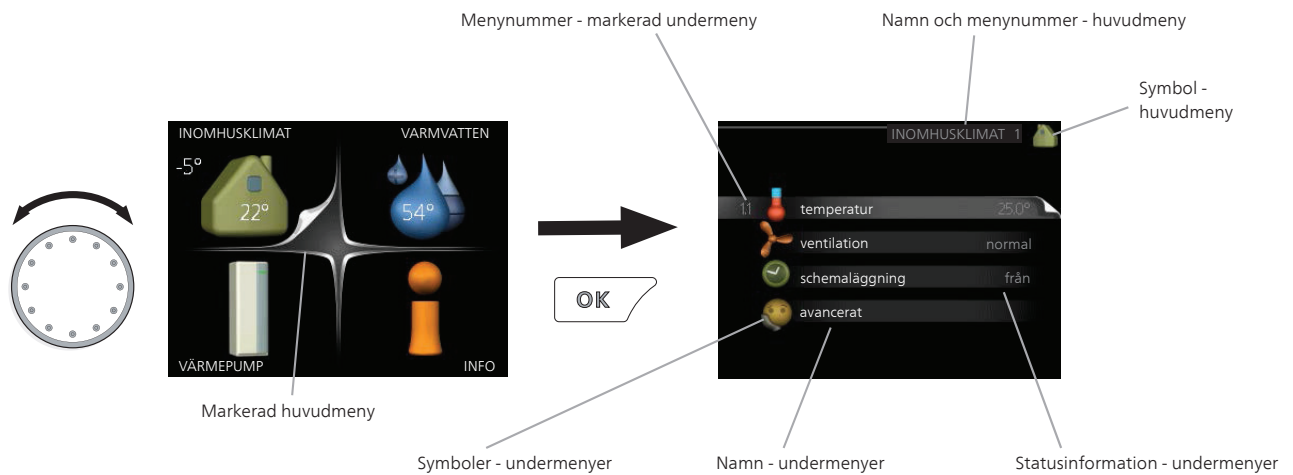 Menynummer - markerad undermeny
Namn och menynummer - huvudmeny
Symbol -
huvudmeny
INOMHUSKLIMAT
VARMVATTEN
-5°
22°
54°
VÄRMEPUMP
INFO
Markerad huvudmeny
OK
INOMHUSKLIMAT 1
1.1 temperatur 25.0°
ventilation normal
schemaläggning från
avancerat
Symboler - undermenyer
Namn - undermenyer
Statusinformation - undermenyer